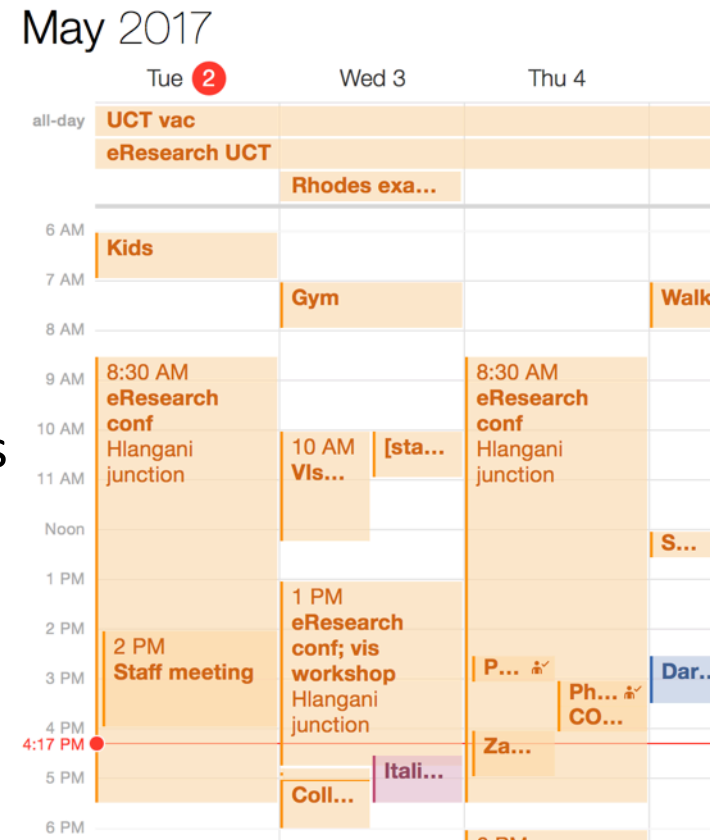 May 2017
Tue 2
Wed 3
Thu 4
all-day
UCT vac
eResearch UCT
Rhodes exa...
6 AM
Kids
7 AM
Gym
Walk
8 AM
8:30 AM
eResearch
conf
Hlangani
junction
8:30 AM
eResearch
conf
Hlangani
junction
9 AM
10 AM
10 AM
VIs...
[sta...
s
11 AM
Noon
S...
1 PM
1 PM
eResearch
conf; vis
workshop
Hlangani
junction
2 PM
2 PM
Staff meeting
P...
Dar...
3 PM
Ph...
CO...
4 PM
4:17 PM
Za...
5 PM
Itali...
Coll...
6 PM